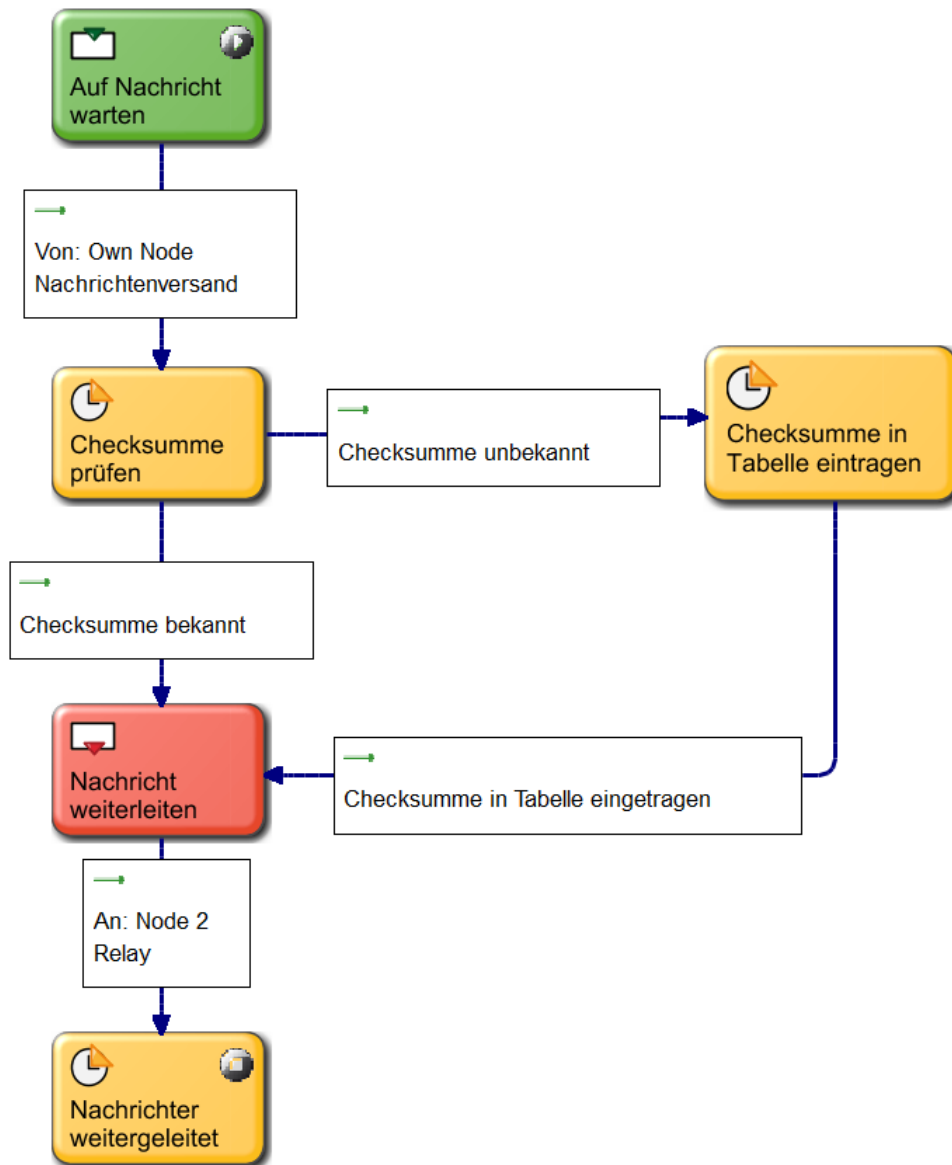 Auf Nachricht
warten
Von: Own Node
Nachrichtenversand
Checksumme
prüfen
Checksumme unbekannt
Checksumme in
Tabelle eintragen
Checksumme bekannt
Nachricht
weiterleiten
Checksumme in Tabelle eingetragen
An: Node 2
Relay
Nachrichter
weitergeleitet